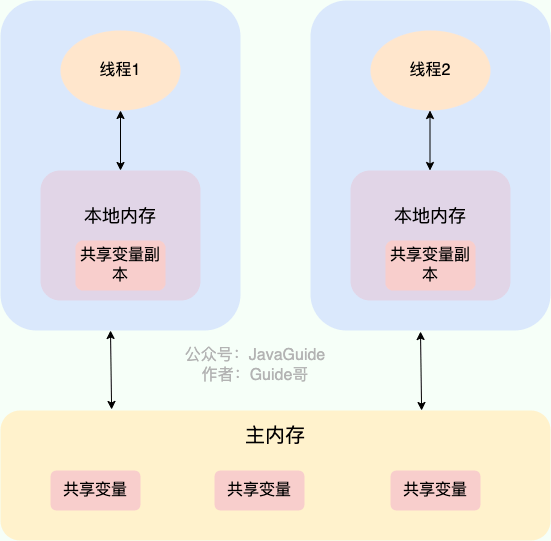 线程1
线程2
本地内存
本地内存
共享变量副
本
共享变量副
本
公众号：JavaGuide
作者：Guide哥
主内存
共享变量
共享变量
共享变量